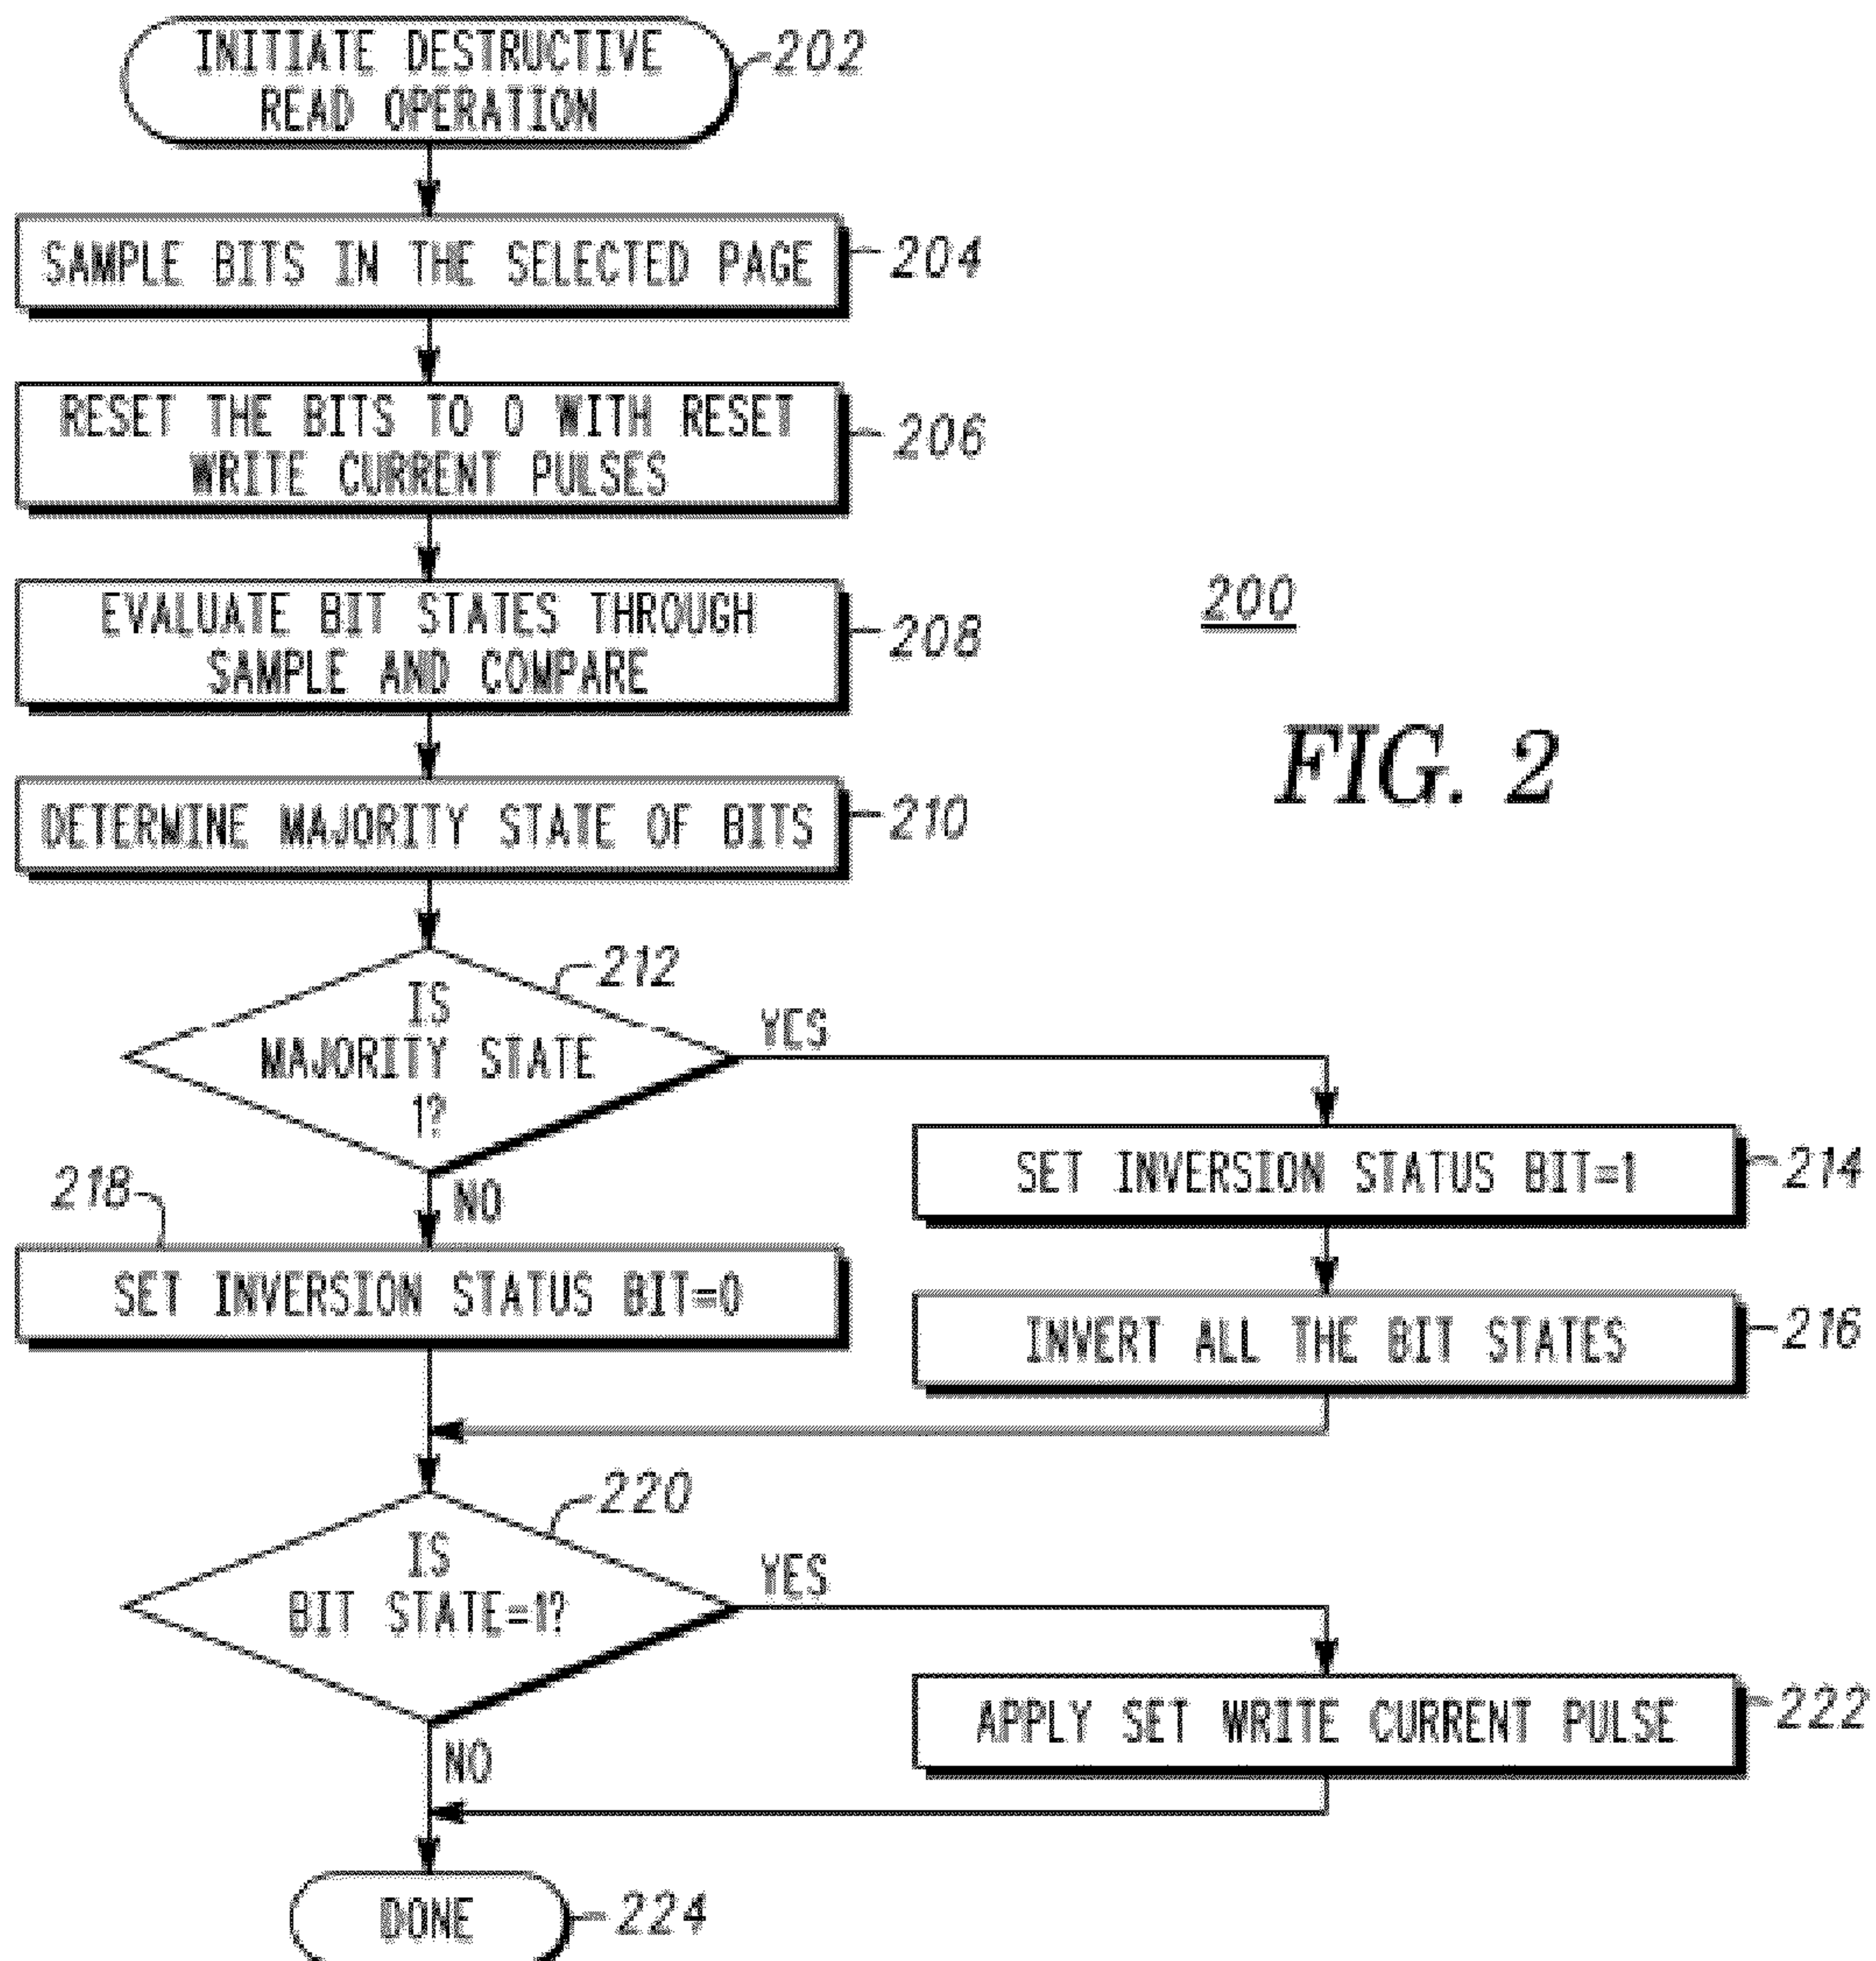 INITIATE DESTRUCTIVE
READ OPERATION
202
SAMPLE BITS IN THE SELECTED PAGE
204
RESET THE BITS TO 0 WITH RESET
WRITE CURRENT PULSES
206
EVALUATE BIT STATES THROUGH
SAMPLE AND COMPARE
208
200
FIG. 2
DETERMINE MAJORITY STATE OF BITS
210
212
IS
MAJORITY STATE
1?
YES
NO
SET INVERSION STATUS BIT=1
214
218
SET INVERSION STATUS BIT=0
INVERT ALL THE BIT STATES
216
220
IS
BIT STATE=1?
YES
NO
APPLY SET WRITE CURRENT PULSE
222
DONE
224